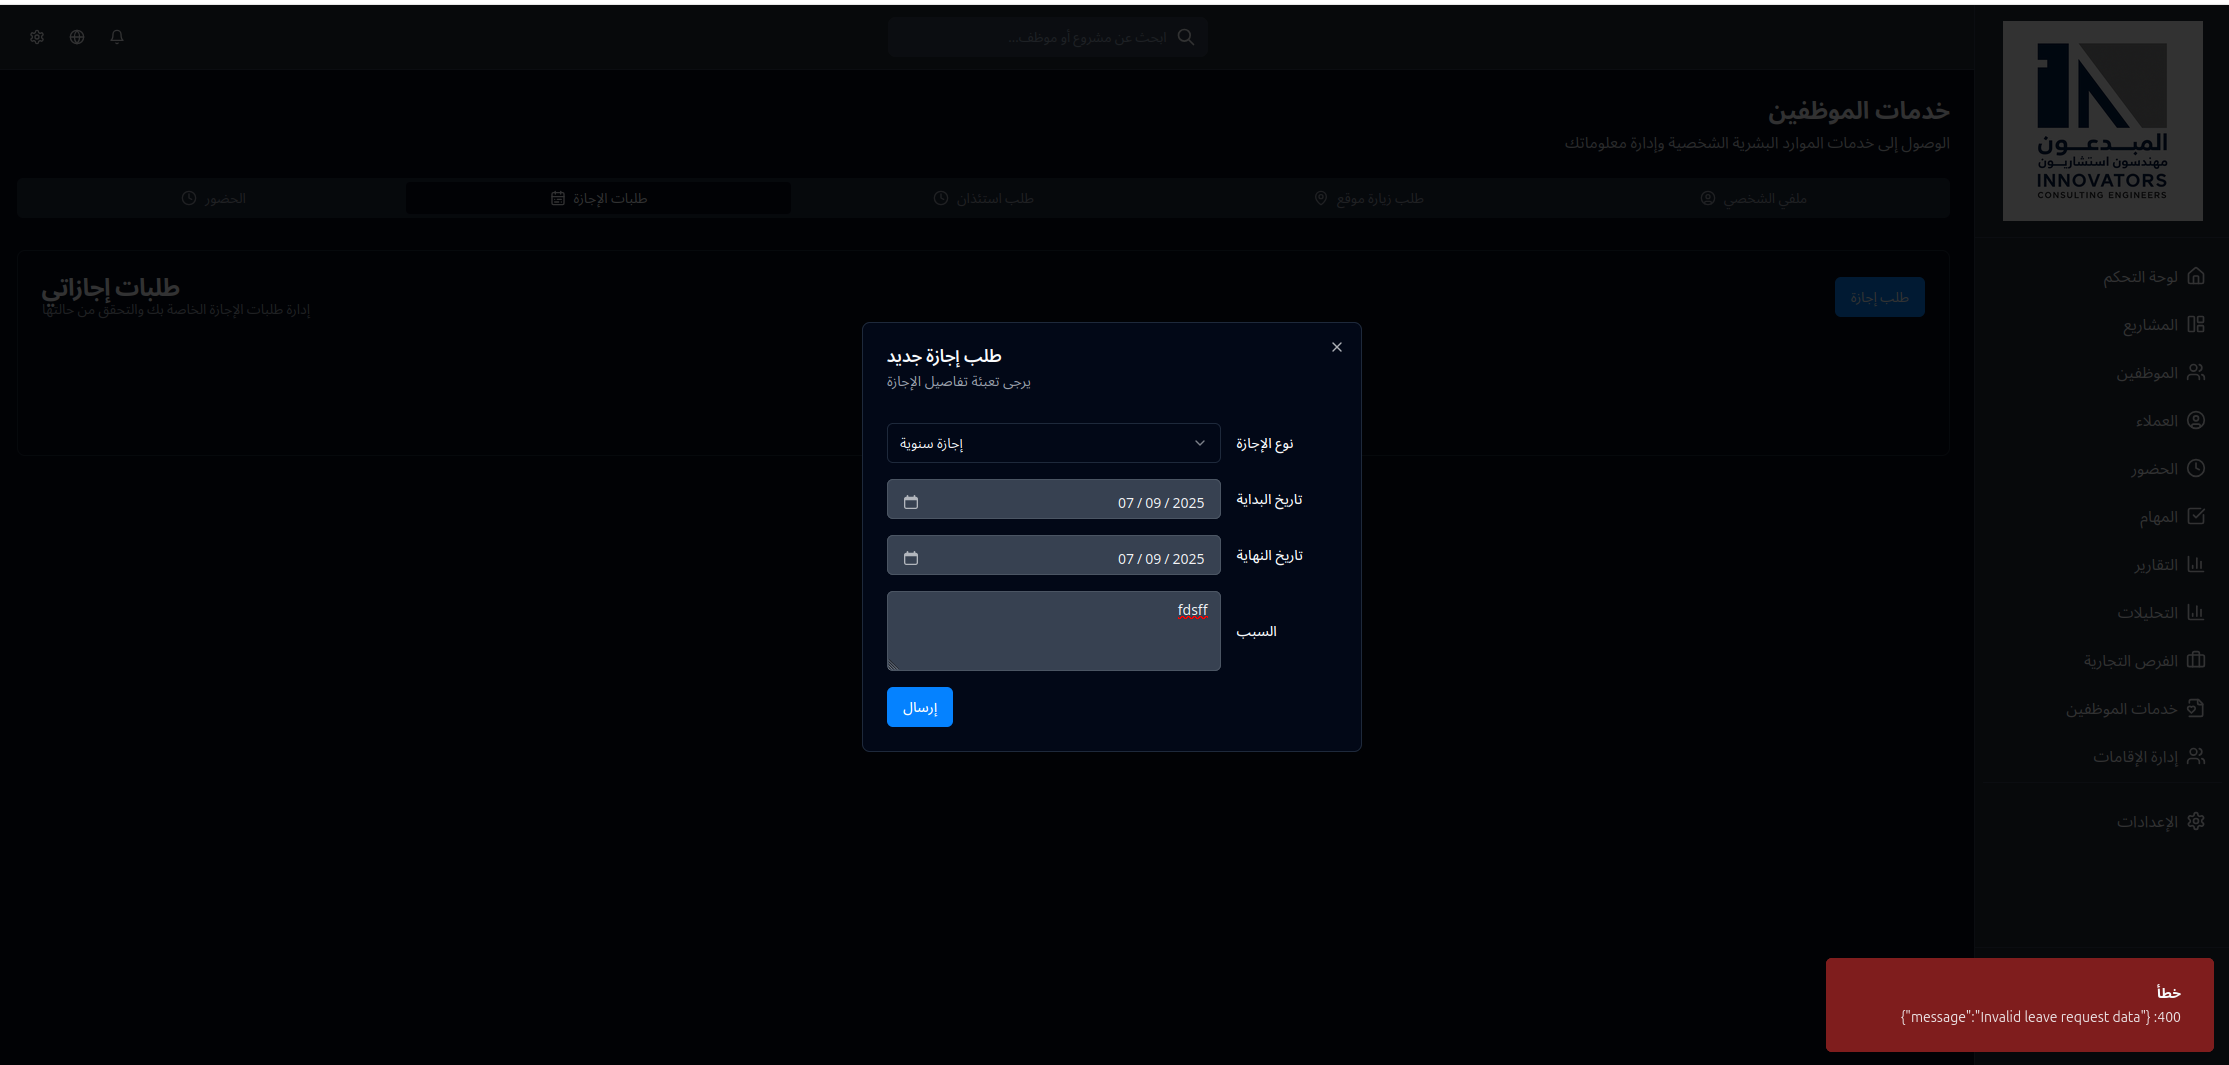 ابحث عن مشروع أو موظف...
المبدعون
مهندسون استشاريون
INNOVATORS
CONSULTING ENGINEERS
خدمات الموظفين
الوصول إلى خدمات الموارد البشرية الشخصية وإدارة معلوماتك
ملفي الشخصي
طلب زيارة موقع
طلب استئذان
طلبات الإجازة
الحضور
طلب إجازة
طلبات إجازاتي
إدارة طلبات الإجازة الخاصة بك والتحقق من حالتها
لوحة التحكم
المشاريع
الموظفين
العملاء
الحضور
المهام
التقارير
التحليلات
الفرص التجارية
خدمات الموظفين
إدارة الإقامات
الإعدادات
طلب إجازة جديد
يرجى تعبئة تفاصيل الإجازة
نوع الإجازة
إجازة سنوية
تاريخ البداية
07 / 09 / 2025
تاريخ النهاية
07 / 09 / 2025
السبب
fdsff
إرسال
خطأ
400: {"message":"Invalid leave request data"}